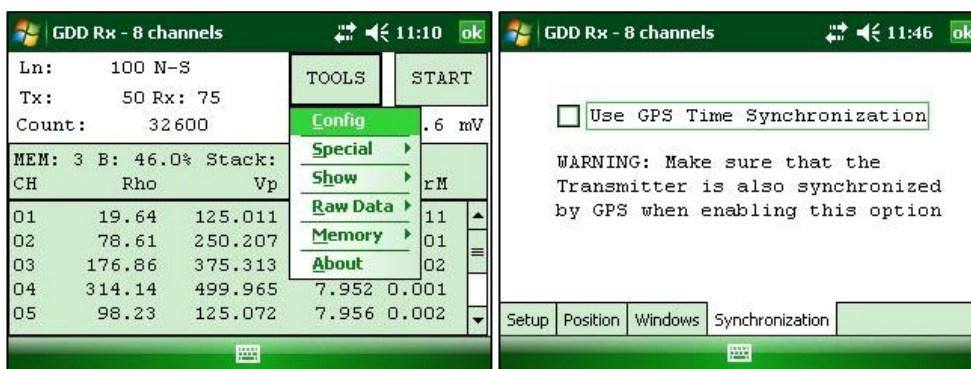 GDD Rx - 8 channels 11:10 ok
Ln: 100 N-S
TOOLS START
Tx: 50 Rx: 75
Count: 32600 .6 mV
Config
Special
Show
Raw Data
Memory
About
MEM: 3 B: 46.0% Stack:
CH Rho Vp rM
01 19.64 125.011 11
02 78.61 250.207 01
03 176.86 375.313 02
04 314.14 499.965 7.952 0.001
05 98.23 125.072 7.956 0.002
GDD Rx - 8 channels 11:46 ok
Use GPS Time Synchronization
WARNING: Make sure that the
Transmitter is also synchronized
by GPS when enabling this option
Setup Position Windows Synchronization